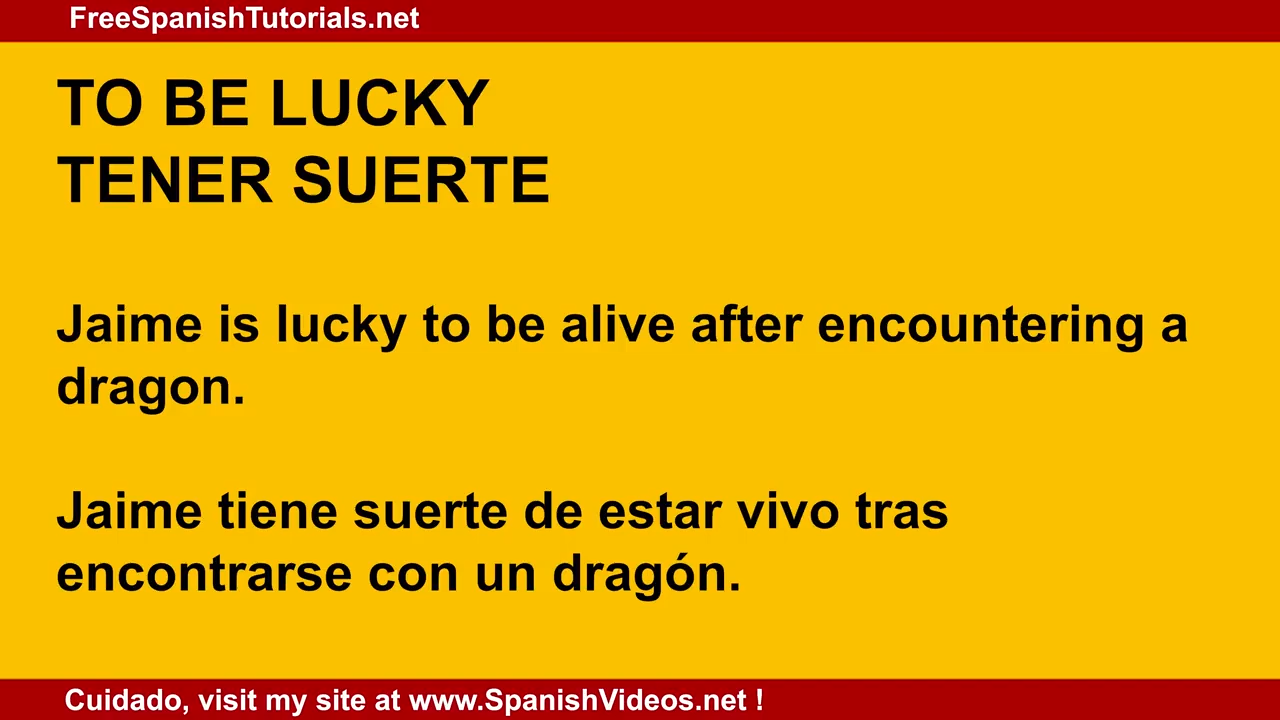 FreeSpanishTutorials.net
TO BE LUCKY
TENER SUERTE
Jaime is lucky to be alive after encountering a
dragon.
Jaime tiene suerte de estar vivo tras
encontrarse con un dragón.
Cuidado, visit my site at www.SpanishVideos.net !